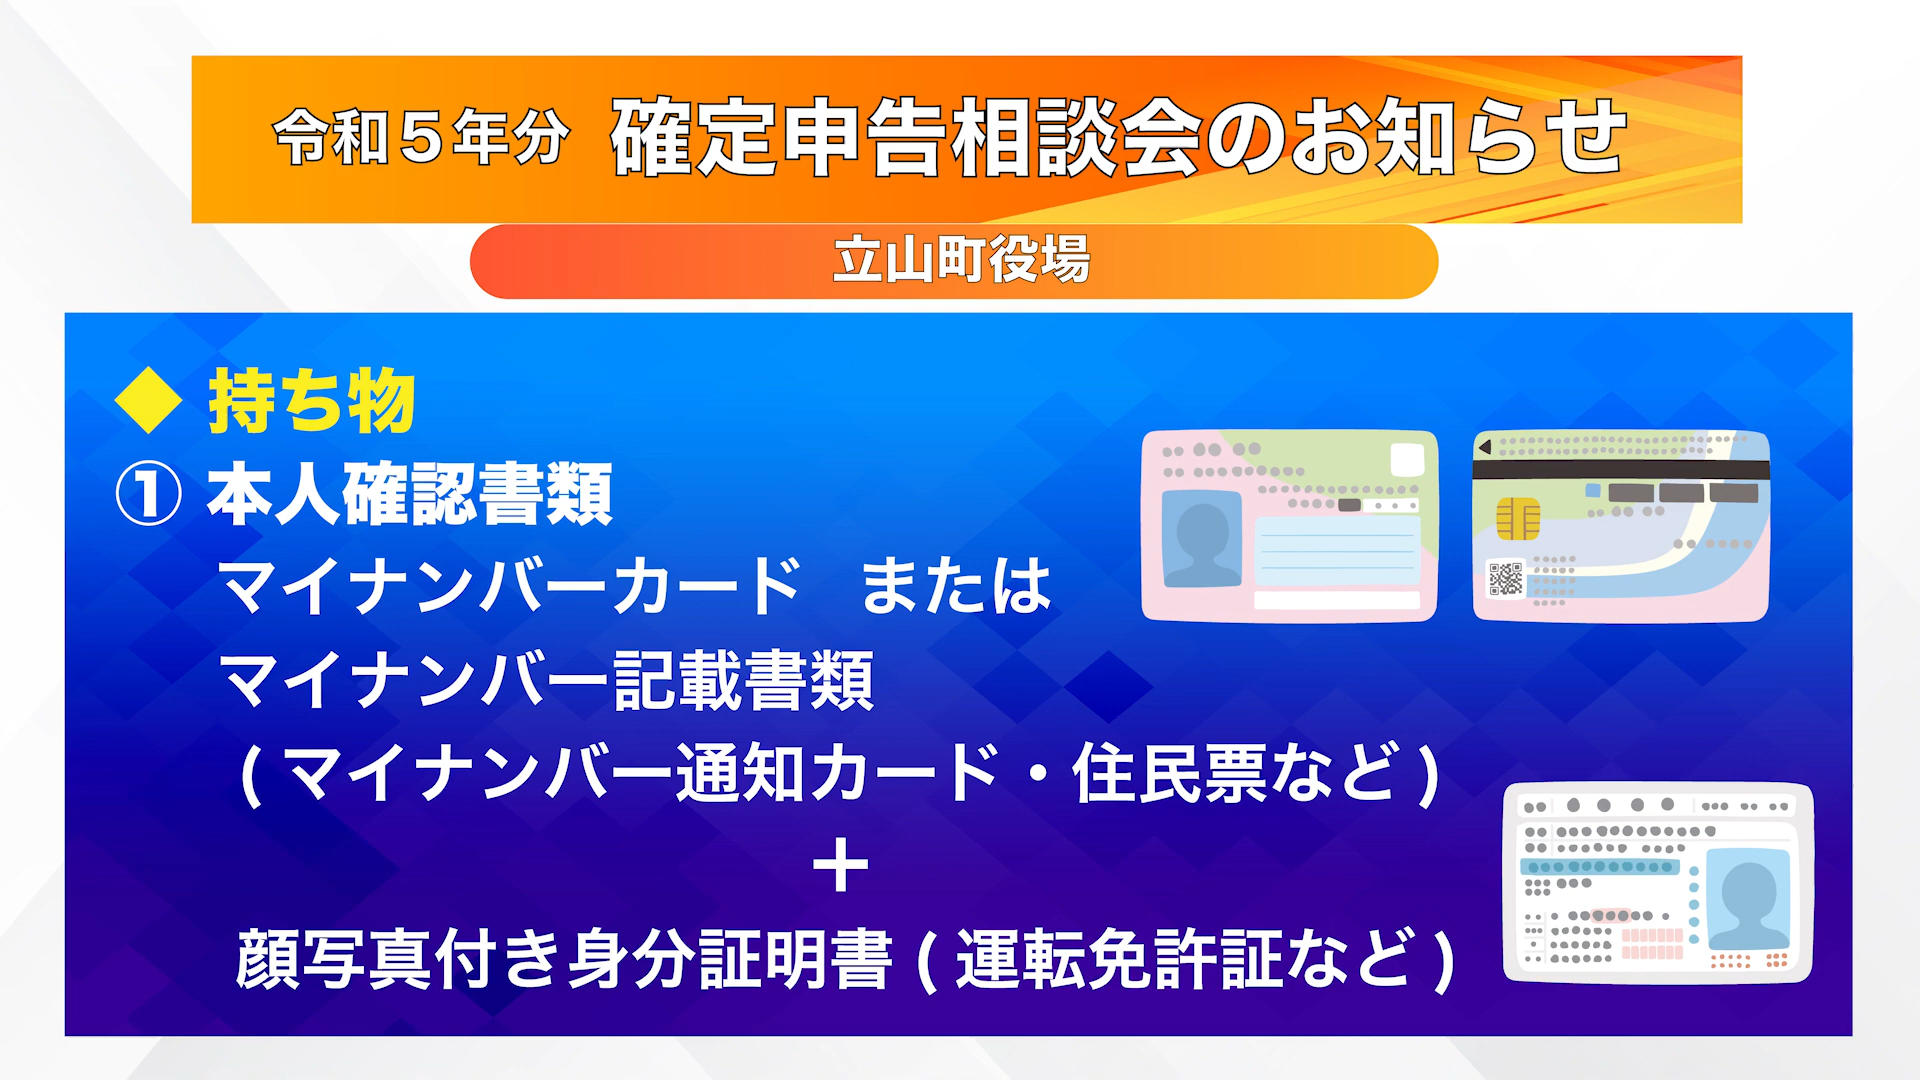 令和５年分 確定申告相談会のお知らせ
立山町役場
◆ 持ち物
① 本人確認書類
マイナンバーカード または
マイナンバー記載書類
( マイナンバー通知カード・住民票など )
＋
顔写真付き身分証明書 ( 運転免許証など )